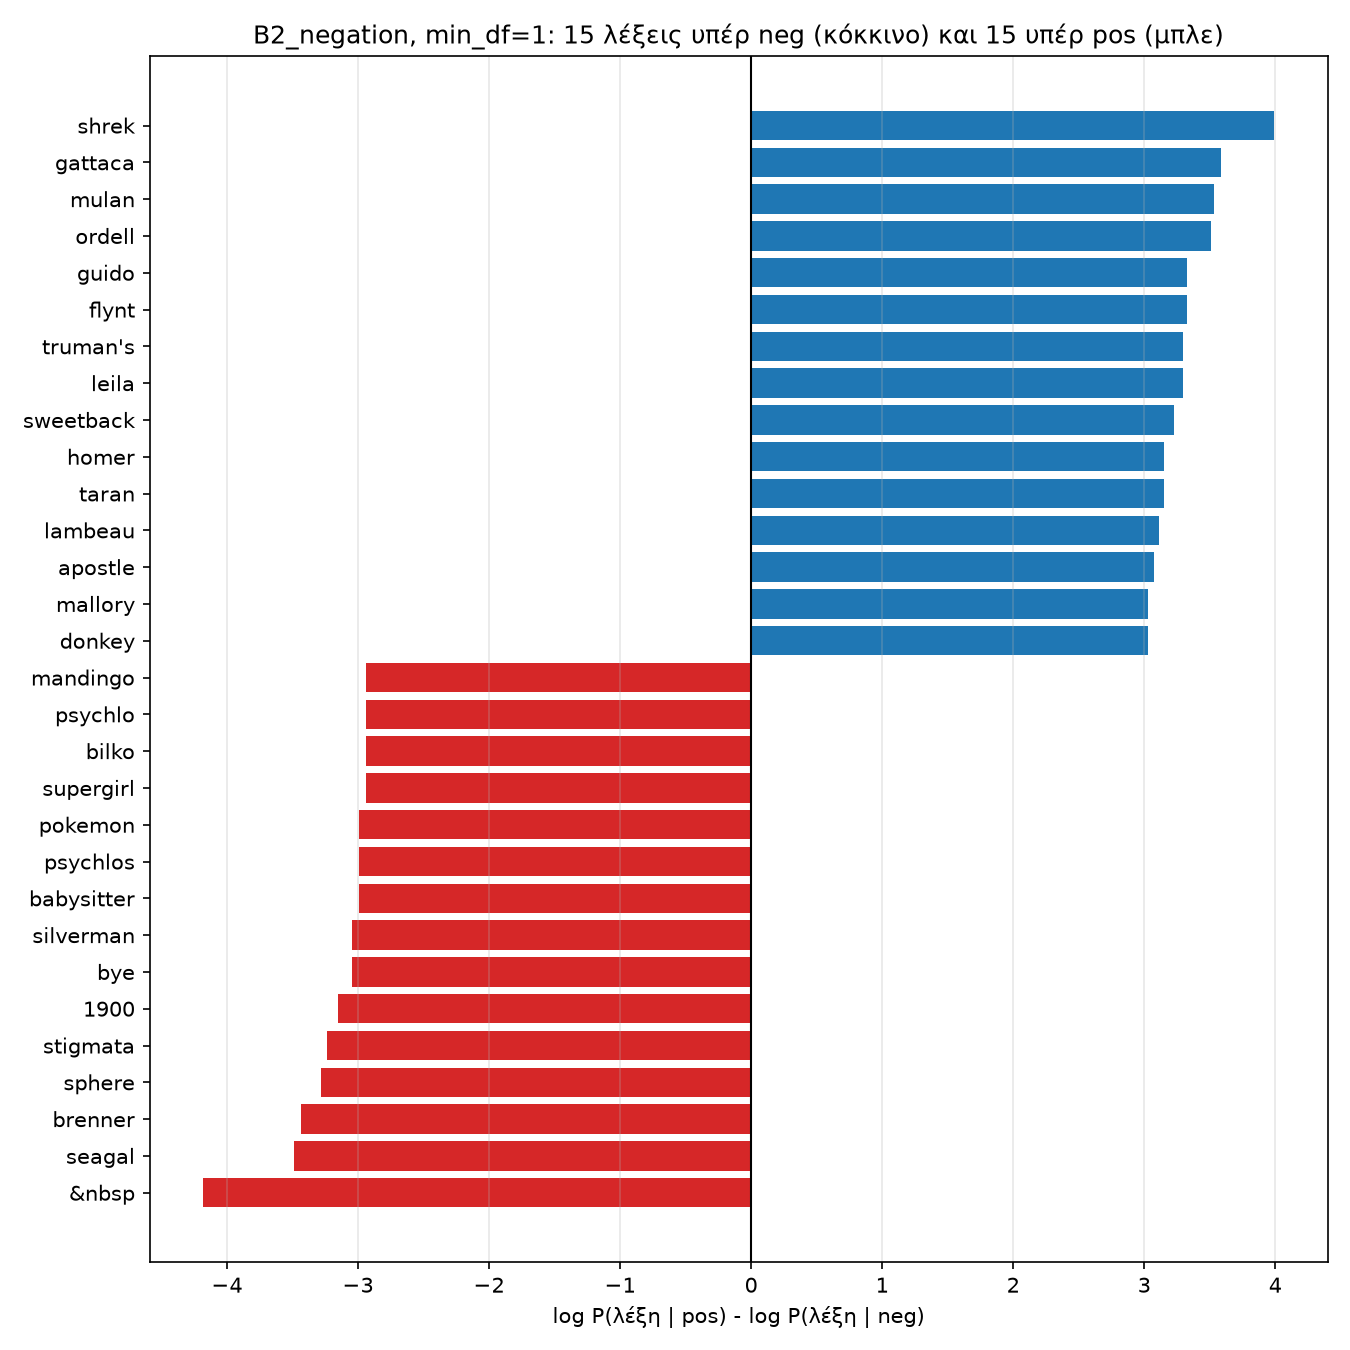 B2_negation, min_df=1: 15 λέξεις υπέρ neg (κόκκινο) και 15 υπέρ pos (μπλε)
shrek
gattaca
mulan
ordell
guido
flynt
truman's
leila
sweetback
homer
taran
lambeau
apostle
mallory
donkey
mandingo
psychlo
bilko
supergirl
pokemon
psychlos
babysitter
silverman
bye
1900
stigmata
sphere
brenner
seagal
&nbsp
−4 −3 −2 −1 0 1 2 3 4
log P(λέξη | pos) - log P(λέξη | neg)